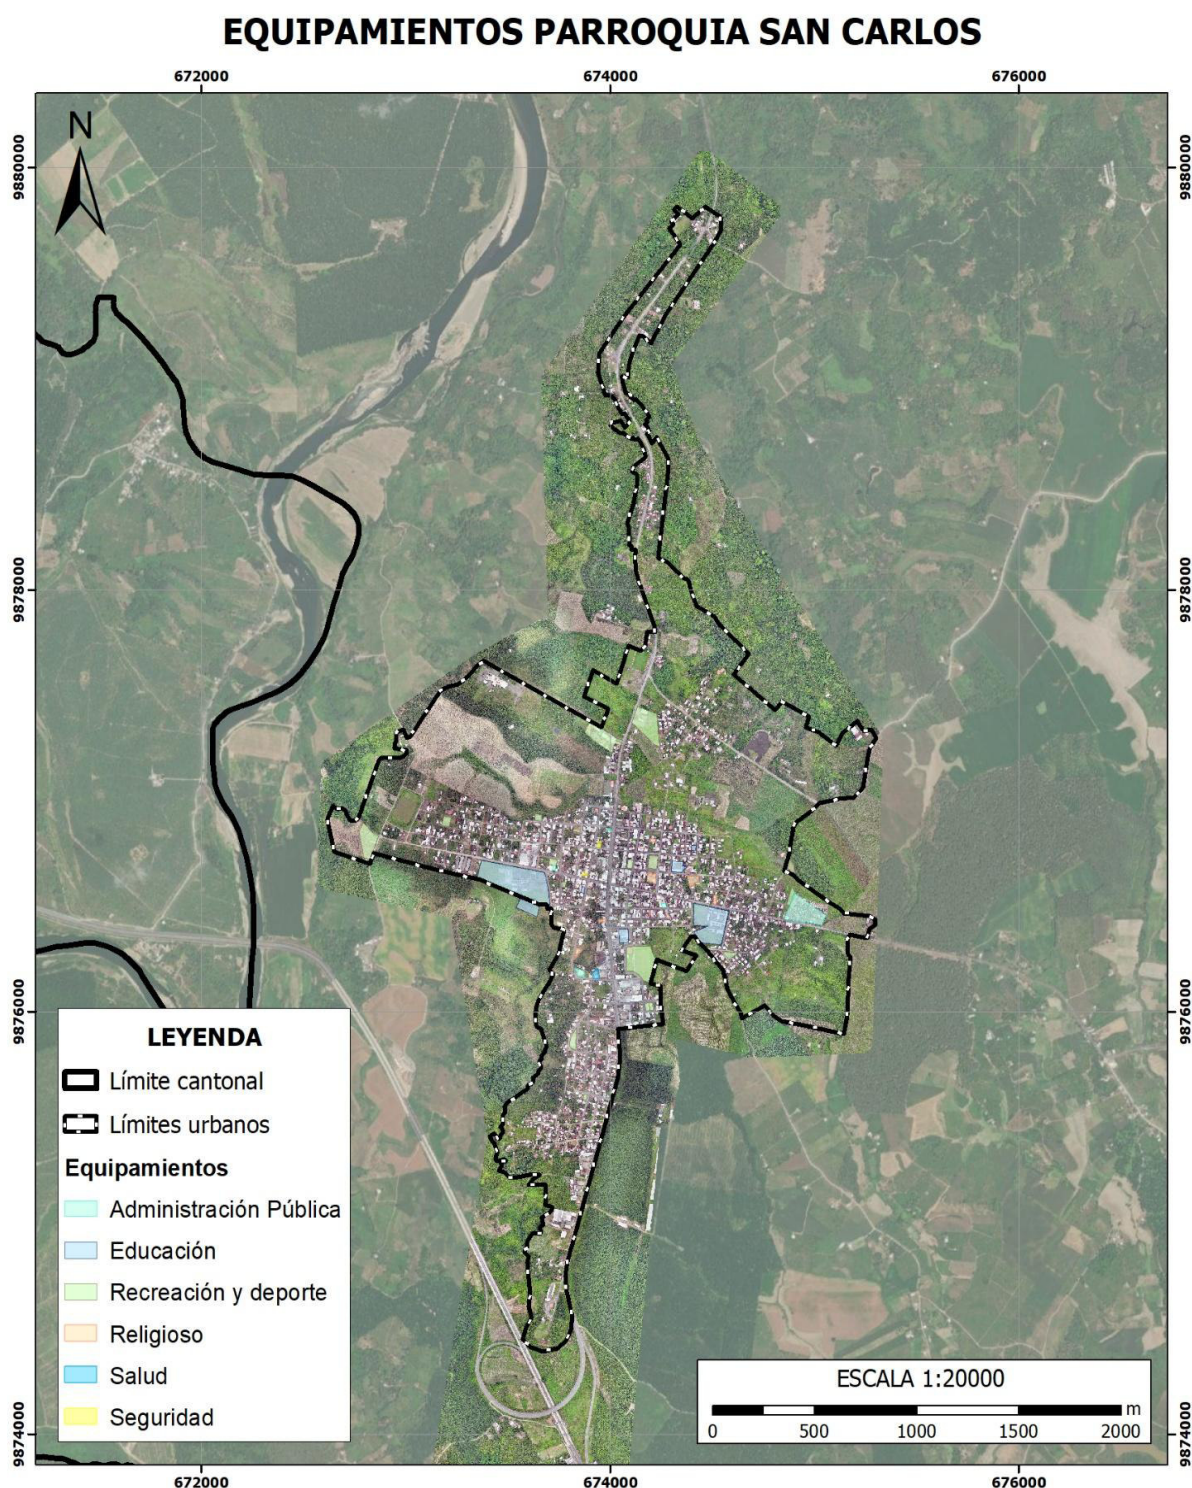 EQUIPAMIENTOS PARROQUIA SAN CARLOS
672000 674000 676000
N
9880000 9880000
9878000 9878000
9876000 9876000
LEYENDA
Límite cantonal
Límites urbanos
Equipamientos
Administración Pública
Educación
Recreación y deporte
Religioso
Salud
Seguridad
ESCALA 1:20000
m
0 500 1000 1500 2000
9874000 9874000
672000 674000 676000